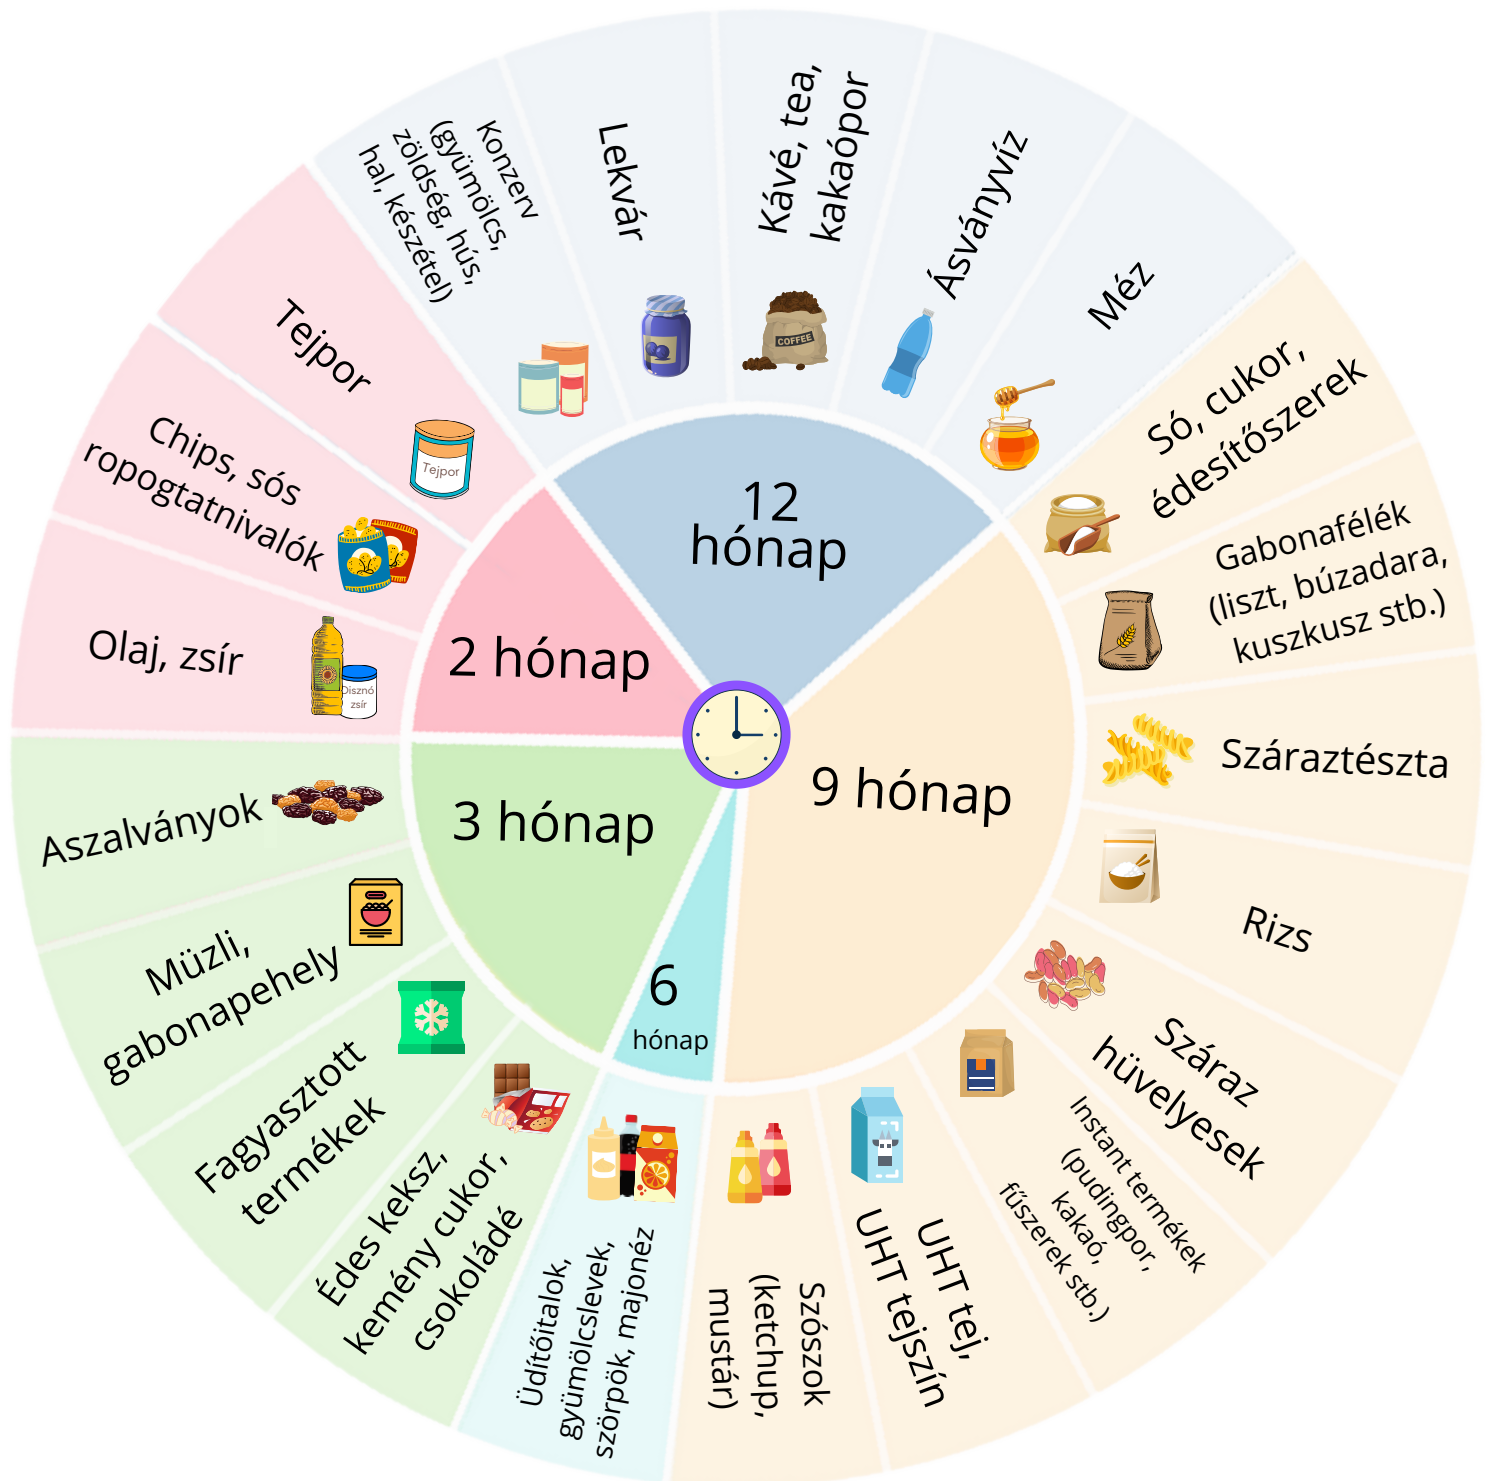 12
hónap
Konzerv
(gyümölcs,
zöldség, hús,
hal, készétel)
Lekvár
Kávé, tea,
kakaópor
COFFEE
Ásványvíz
Méz
9 hónap
Só, cukor,
édesítőszerek
Gabonafélék
(liszt, búzadara,
kuszkusz stb.)
Száraztészta
Rizs
Száraz
hüvelyesek
Instant termékek
(pudingpor,
kakaó,
fűszerek stb.)
UHT tej,
UHT tejszín
Szószok
(ketchup,
mustár)
6
hónap
Üdítőitalok,
gyümölcslevek,
szörpök, majonéz
3 hónap
Édes keksz,
kemény cukor,
csokoládé
Fagyasztott
termékek
Müzli,
gabonapehely
Aszalványok
2 hónap
Olaj, zsír
Disznó
zsír
Chips, sós
ropogtatnivalók
Tejpor
Tejpor